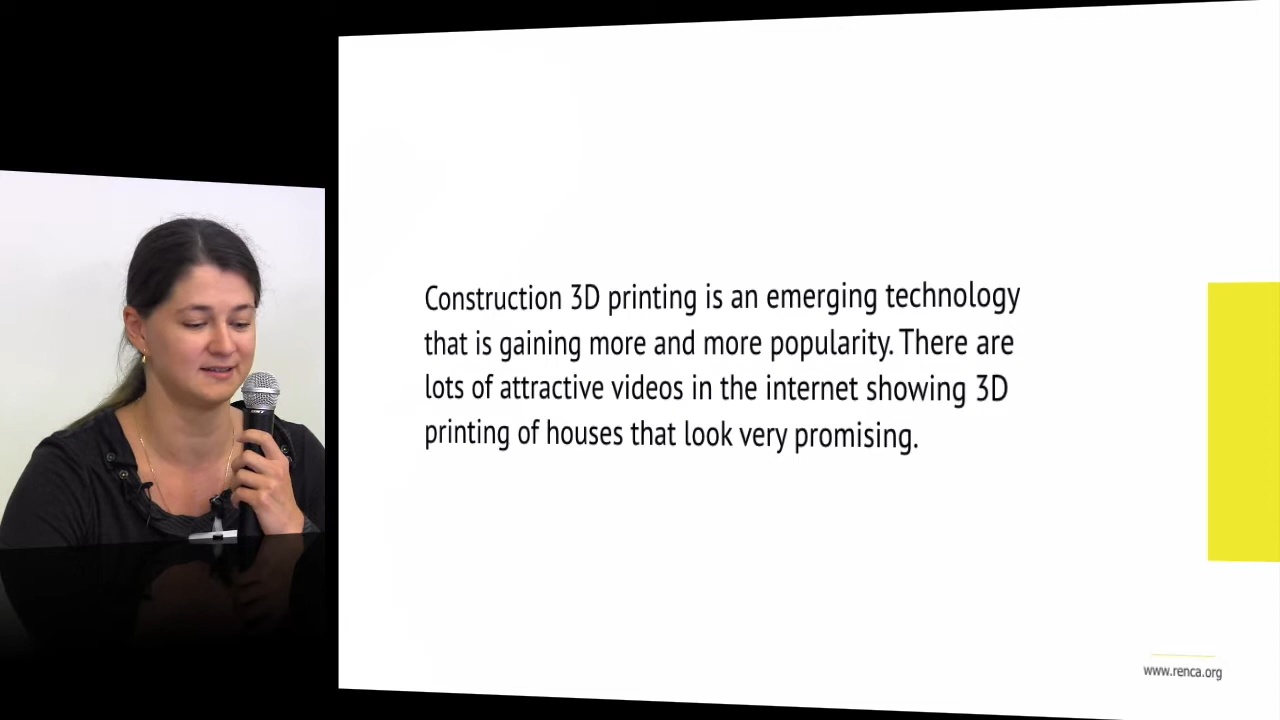 Construction 3D printing is an emerging technology
that is gaining more and more popularity. There are
lots of attractive videos in the internet showing 3D
printing of houses that look very promising.
www.renca.org